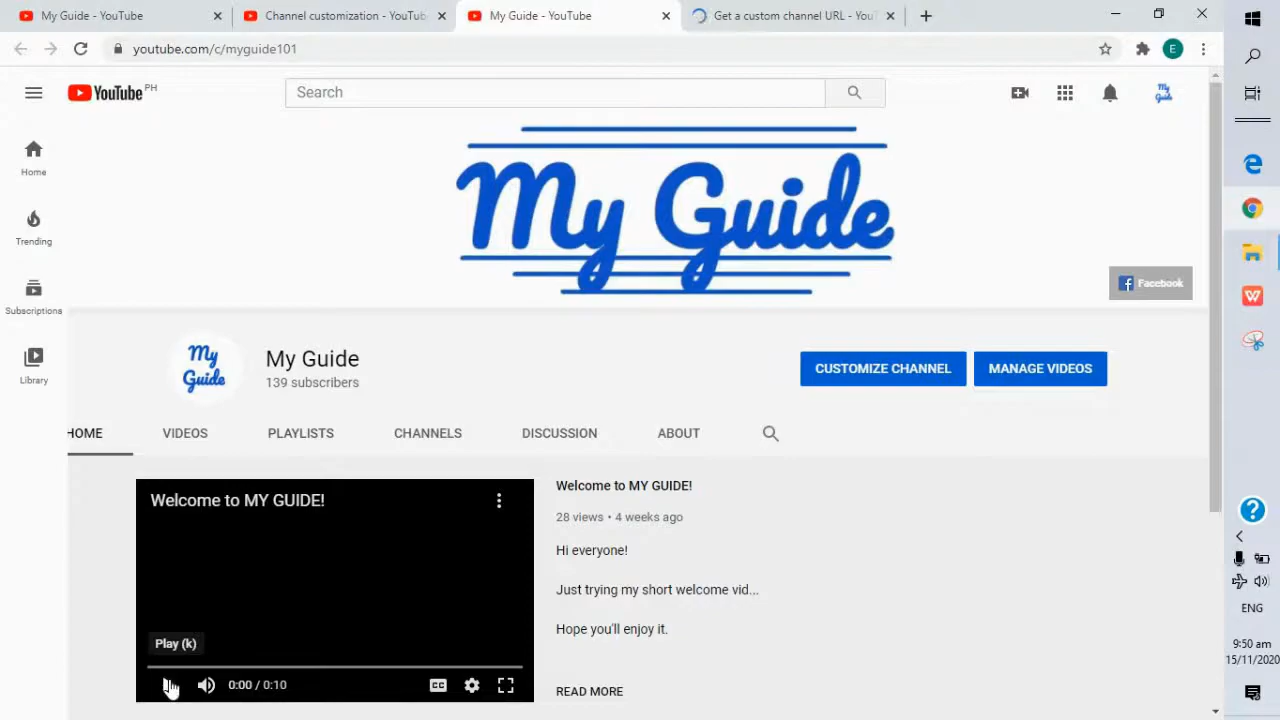 My Guide - YouTube
Channel customization - YouTub
My Guide - YouTube
Get a custom channel URL - YouT
youtube.com/c/myguide101
E
YouTube PH
Search
My Guide
Home
My Guide
Trending
Facebook
Subscriptions
My Guide
My Guide
139 subscribers
CUSTOMIZE CHANNEL
MANAGE VIDEOS
Library
HOME
VIDEOS
PLAYLISTS
CHANNELS
DISCUSSION
ABOUT
Welcome to MY GUIDE!
Welcome to MY GUIDE!
28 views • 4 weeks ago
Hi everyone!
Just trying my short welcome vid...
Hope you'll enjoy it.
Play (k)
0:00 / 0:10
CC
READ MORE
ENG
9:50 am
15/11/2020